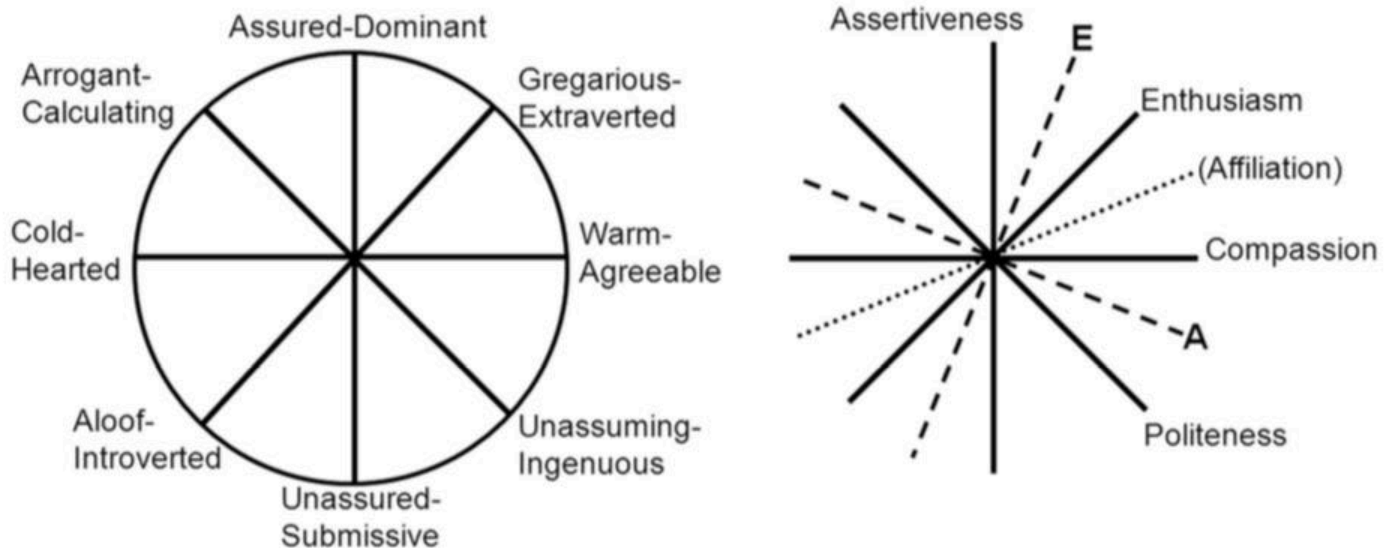 Assured-Dominant
Arrogant-
Calculating
Gregarious-
Extraverted
Cold-
Hearted
Warm-
Agreeable
Aloof-
Introverted
Unassuming-
Ingenuous
Unassured-
Submissive
Assertiveness
E
Enthusiasm
(Affiliation)
Compassion
A
Politeness